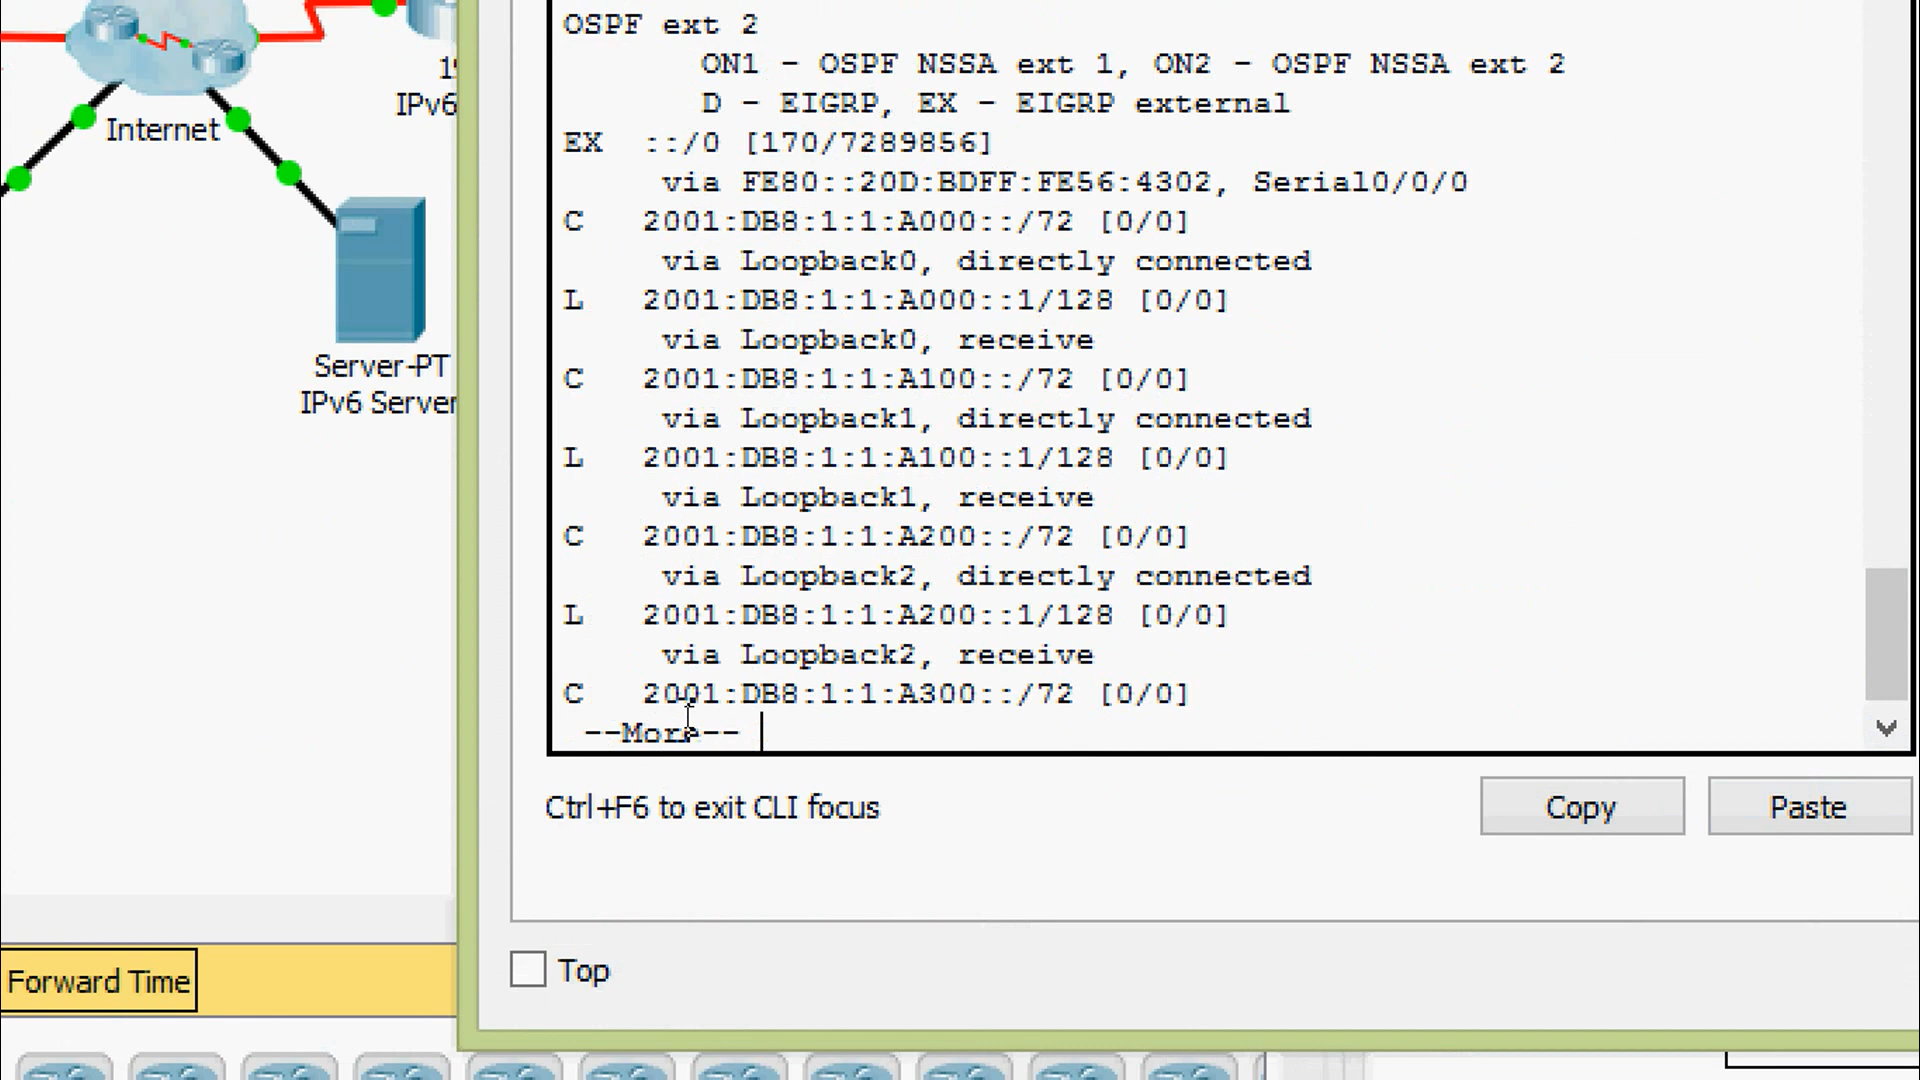 OSPF ext 2
ON1 - OSPF NSSA ext 1, ON2 - OSPF NSSA ext 2
D - EIGRP, EX - EIGRP external
EX ::/0 [170/7289856]
via FE80::20D:BDFF:FE56:4302, Serial0/0/0
C 2001:DB8:1:1:A000::/72 [0/0]
via Loopback0, directly connected
L 2001:DB8:1:1:A000::1/128 [0/0]
via Loopback0, receive
C 2001:DB8:1:1:A100::/72 [0/0]
via Loopback1, directly connected
L 2001:DB8:1:1:A100::1/128 [0/0]
via Loopback1, receive
C 2001:DB8:1:1:A200::/72 [0/0]
via Loopback2, directly connected
L 2001:DB8:1:1:A200::1/128 [0/0]
via Loopback2, receive
C 2001:DB8:1:1:A300::/72 [0/0]
--More--
Ctrl+F6 to exit CLI focus
Copy
Paste
Top
IPv6
Internet
Server-PT
IPv6 Server
Forward Time